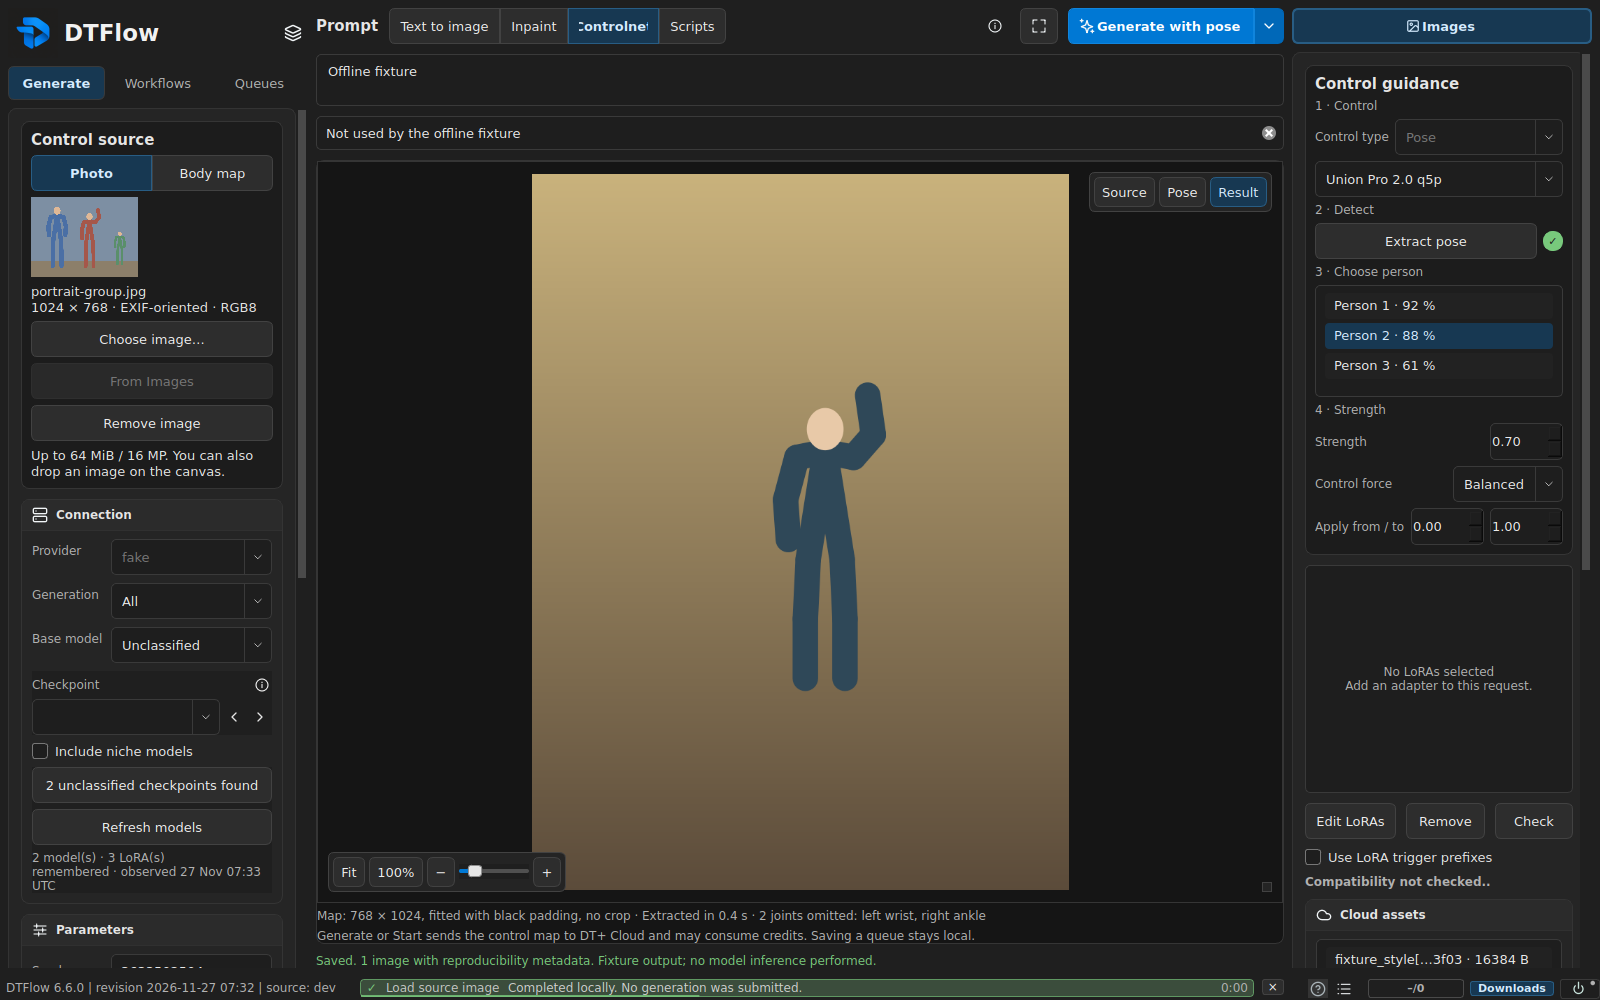 DTFlow
Prompt
Text to image
Inpaint
Controlnet
Scripts
Generate with pose
Images
Generate
Workflows
Queues
Control source
Photo
Body map
portrait-group.jpg
1024 × 768 · EXIF-oriented · RGB8
Choose image…
From Images
Remove image
Up to 64 MiB / 16 MP. You can also
drop an image on the canvas.
Connection
Provider
fake
Generation
All
Base model
Unclassified
Checkpoint
Include niche models
2 unclassified checkpoints found
Refresh models
2 model(s) · 3 LoRA(s)
remembered · observed 27 Nov 07:33
UTC
Parameters
Offline fixture
Not used by the offline fixture
Source
Pose
Result
Fit
100%
−
+
Map: 768 × 1024, fitted with black padding, no crop · Extracted in 0.4 s · 2 joints omitted: left wrist, right ankle
Generate or Start sends the control map to DT+ Cloud and may consume credits. Saving a queue stays local.
Saved. 1 image with reproducibility metadata. Fixture output; no model inference performed.
Control guidance
1 · Control
Control type
Pose
Union Pro 2.0 q5p
2 · Detect
Extract pose
3 · Choose person
Person 1 · 92 %
Person 2 · 88 %
Person 3 · 61 %
4 · Strength
Strength
0.70
Control force
Balanced
Apply from / to
0.00
1.00
No LoRAs selected
Add an adapter to this request.
Edit LoRAs
Remove
Check
Use LoRA trigger prefixes
Compatibility not checked..
Cloud assets
fixture_style[…3f03 · 16384 B
DTFlow 6.6.0 | revision 2026-11-27 07:32 | source: dev
✓ Load source image Completed locally. No generation was submitted.
0:00
–/0
Downloads